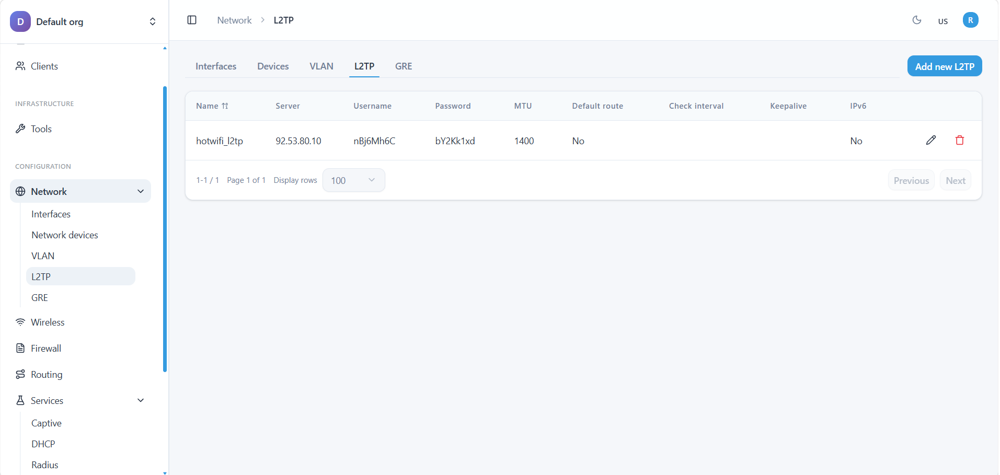 D Default org
Network > L2TP
US
R
Clients
INFRASTRUCTURE
Tools
CONFIGURATION
Network
Interfaces
Network devices
VLAN
L2TP
GRE
Wireless
Firewall
Routing
Services
Captive
DHCP
Radius
Interfaces Devices VLAN L2TP GRE
Add new L2TP
Name Server Username Password MTU Default route Check interval Keepalive IPv6
hotwifi_l2tp 92.53.80.10 nBj6Mh6C bY2Kk1xd 1400 No No
1-1 / 1 Page 1 of 1 Display rows 100 Previous Next